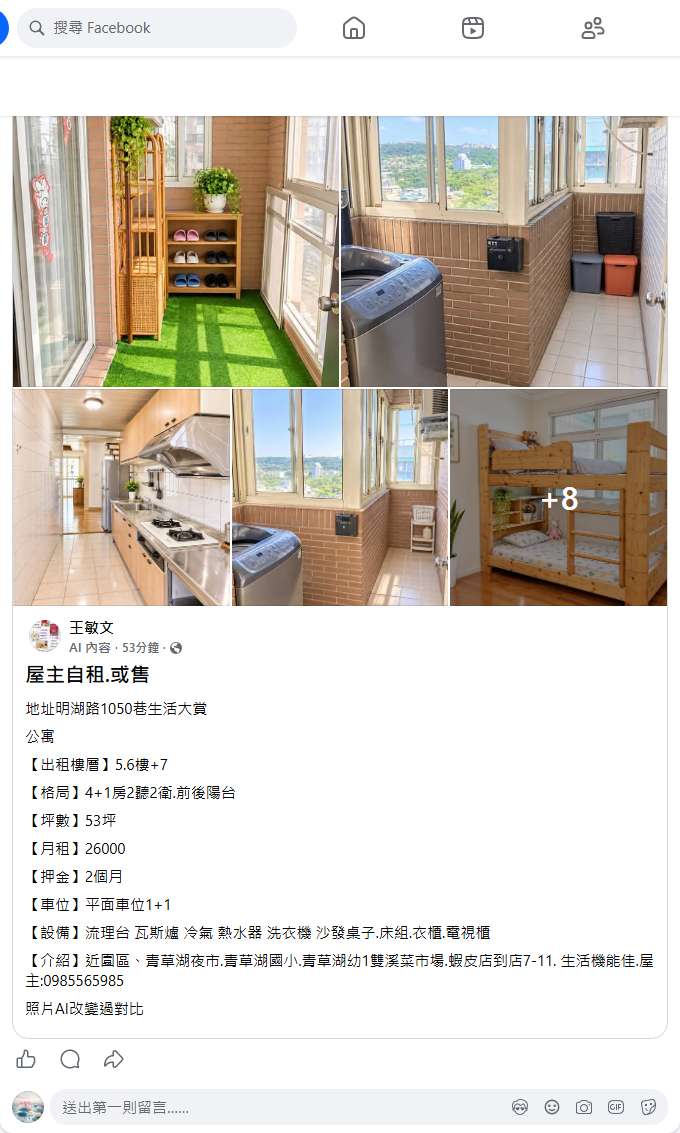 搜尋 Facebook
+8
王敏文
AI 內容 · 53分鐘 ·
屋主自租.或售
地址明湖路1050巷生活大賞
公寓
【出租樓層】5.6樓+7
【格局】4+1房2聽2衛.前後陽台
【坪數】53坪
【月租】26000
【押金】2個月
【車位】平面車位1+1
【設備】流理台 瓦斯爐 冷氣 熱水器 洗衣機 沙發桌子.床組.衣櫃.電視櫃
【介紹】近園區、青草湖夜市.青草湖國小.青草湖幼1雙溪菜市場.蝦皮店到店7-11. 生活機能佳.屋
主:0985565985
照片AI改變過對比
送出第一則留言......
GIF